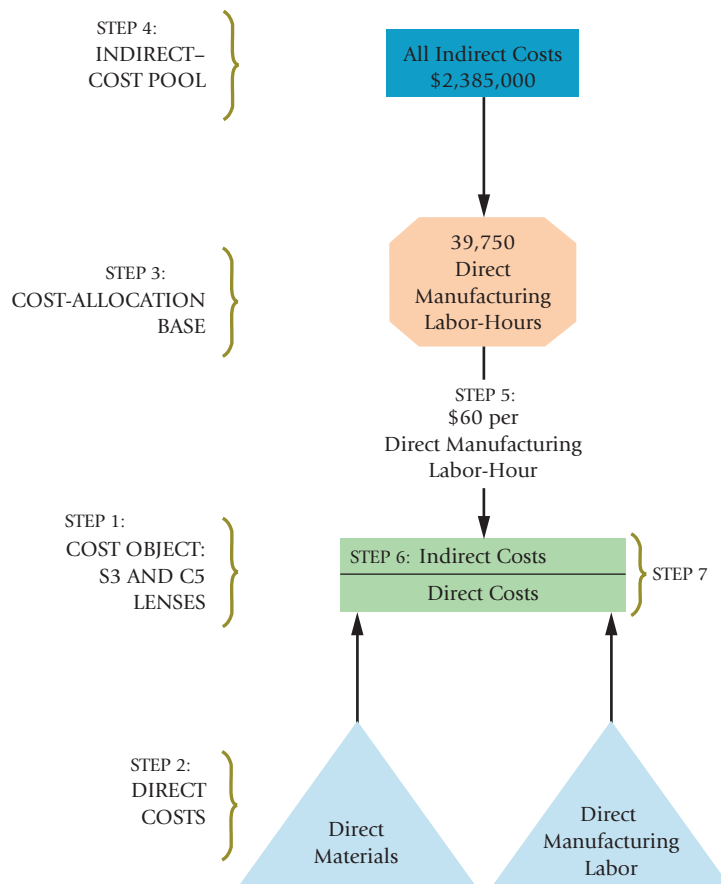 STEP 4:
INDIRECT–
COST POOL
All Indirect Costs
$2,385,000
STEP 3:
COST-ALLOCATION
BASE
39,750
Direct
Manufacturing
Labor-Hours
STEP 5:
$60 per
Direct Manufacturing
Labor-Hour
STEP 1:
COST OBJECT:
S3 AND C5
LENSES
STEP 6: Indirect Costs
Direct Costs
STEP 7
STEP 2:
DIRECT
COSTS
Direct
Materials
Direct
Manufacturing
Labor